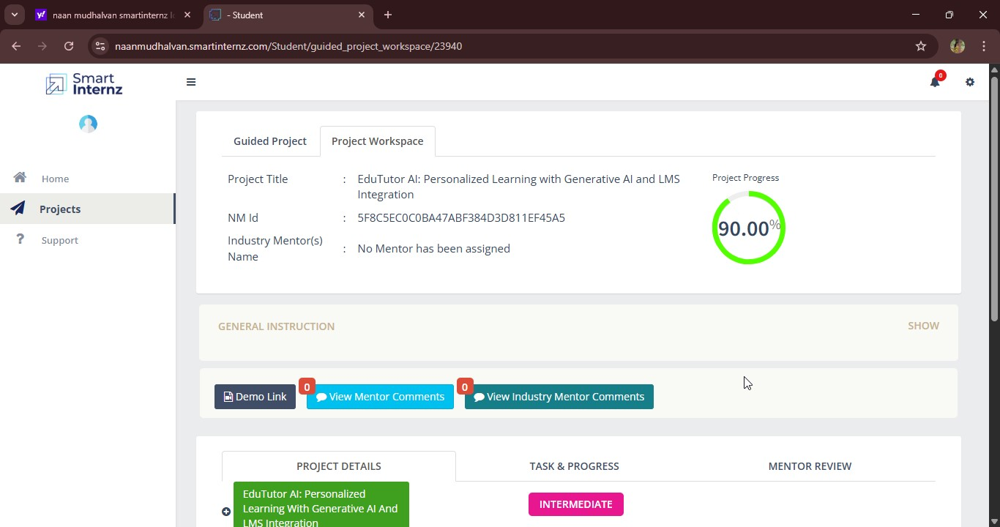 naan mudhalvan smartinternz
- Student
naanmudhalvan.smartinternz.com/Student/guided_project_workspace/23940
Smart
Internz
0
Home
Projects
Support
Guided Project
Project Workspace
Project Title : EduTutor AI: Personalized Learning with Generative AI and LMS
Integration
NM Id : 5F8C5EC0C0BA47ABF384D3D811EF45A5
Industry Mentor(s)
Name : No Mentor has been assigned
Project Progress
90.00%
GENERAL INSTRUCTION
SHOW
Demo Link
0
View Mentor Comments
0
View Industry Mentor Comments
PROJECT DETAILS
TASK & PROGRESS
MENTOR REVIEW
EduTutor AI: Personalized
Learning With Generative AI And
LMS Integration
INTERMEDIATE